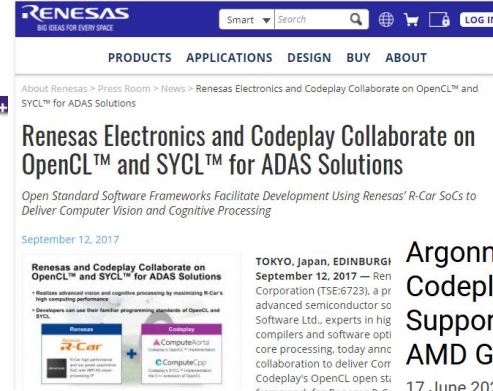 RENESAS
BIG IDEAS FOR EVERY SPACE
Smart
Search
LOG IN
PRODUCTS APPLICATIONS DESIGN BUY ABOUT
About Renesas > Press Room > News > Renesas Electronics and Codeplay Collaborate on OpenCL™ and
SYCL™ for ADAS Solutions
Renesas Electronics and Codeplay Collaborate on
OpenCL™ and SYCL™ for ADAS Solutions
Open Standard Software Frameworks Facilitate Development Using Renesas' R-Car SoCs to
Deliver Computer Vision and Cognitive Processing
September 12, 2017
Renesas and Codeplay Collaborate on
OpenCL™ and SYCL™ for ADAS Solutions
• Realizes advanced vision and cognitive processing by maximizing R-Car's
high computing performance
• Developers can use their familiar programming standards of OpenCL and
SYCL
Renesas
Codeplay
R-Car
+
ComputeAorta
ComputeCpp
TOKYO, Japan, EDINBURGH
September 12, 2017 — Ren
Corporation (TSE:6723), a pr
advanced semiconductor so
Software Ltd., experts in hig
compilers and software opti
core processing, today anno
collaboration to deliver Com
Codeplay's OpenCL open sta
Argonn
Codepl
Suppor
AMD G
17 June 202